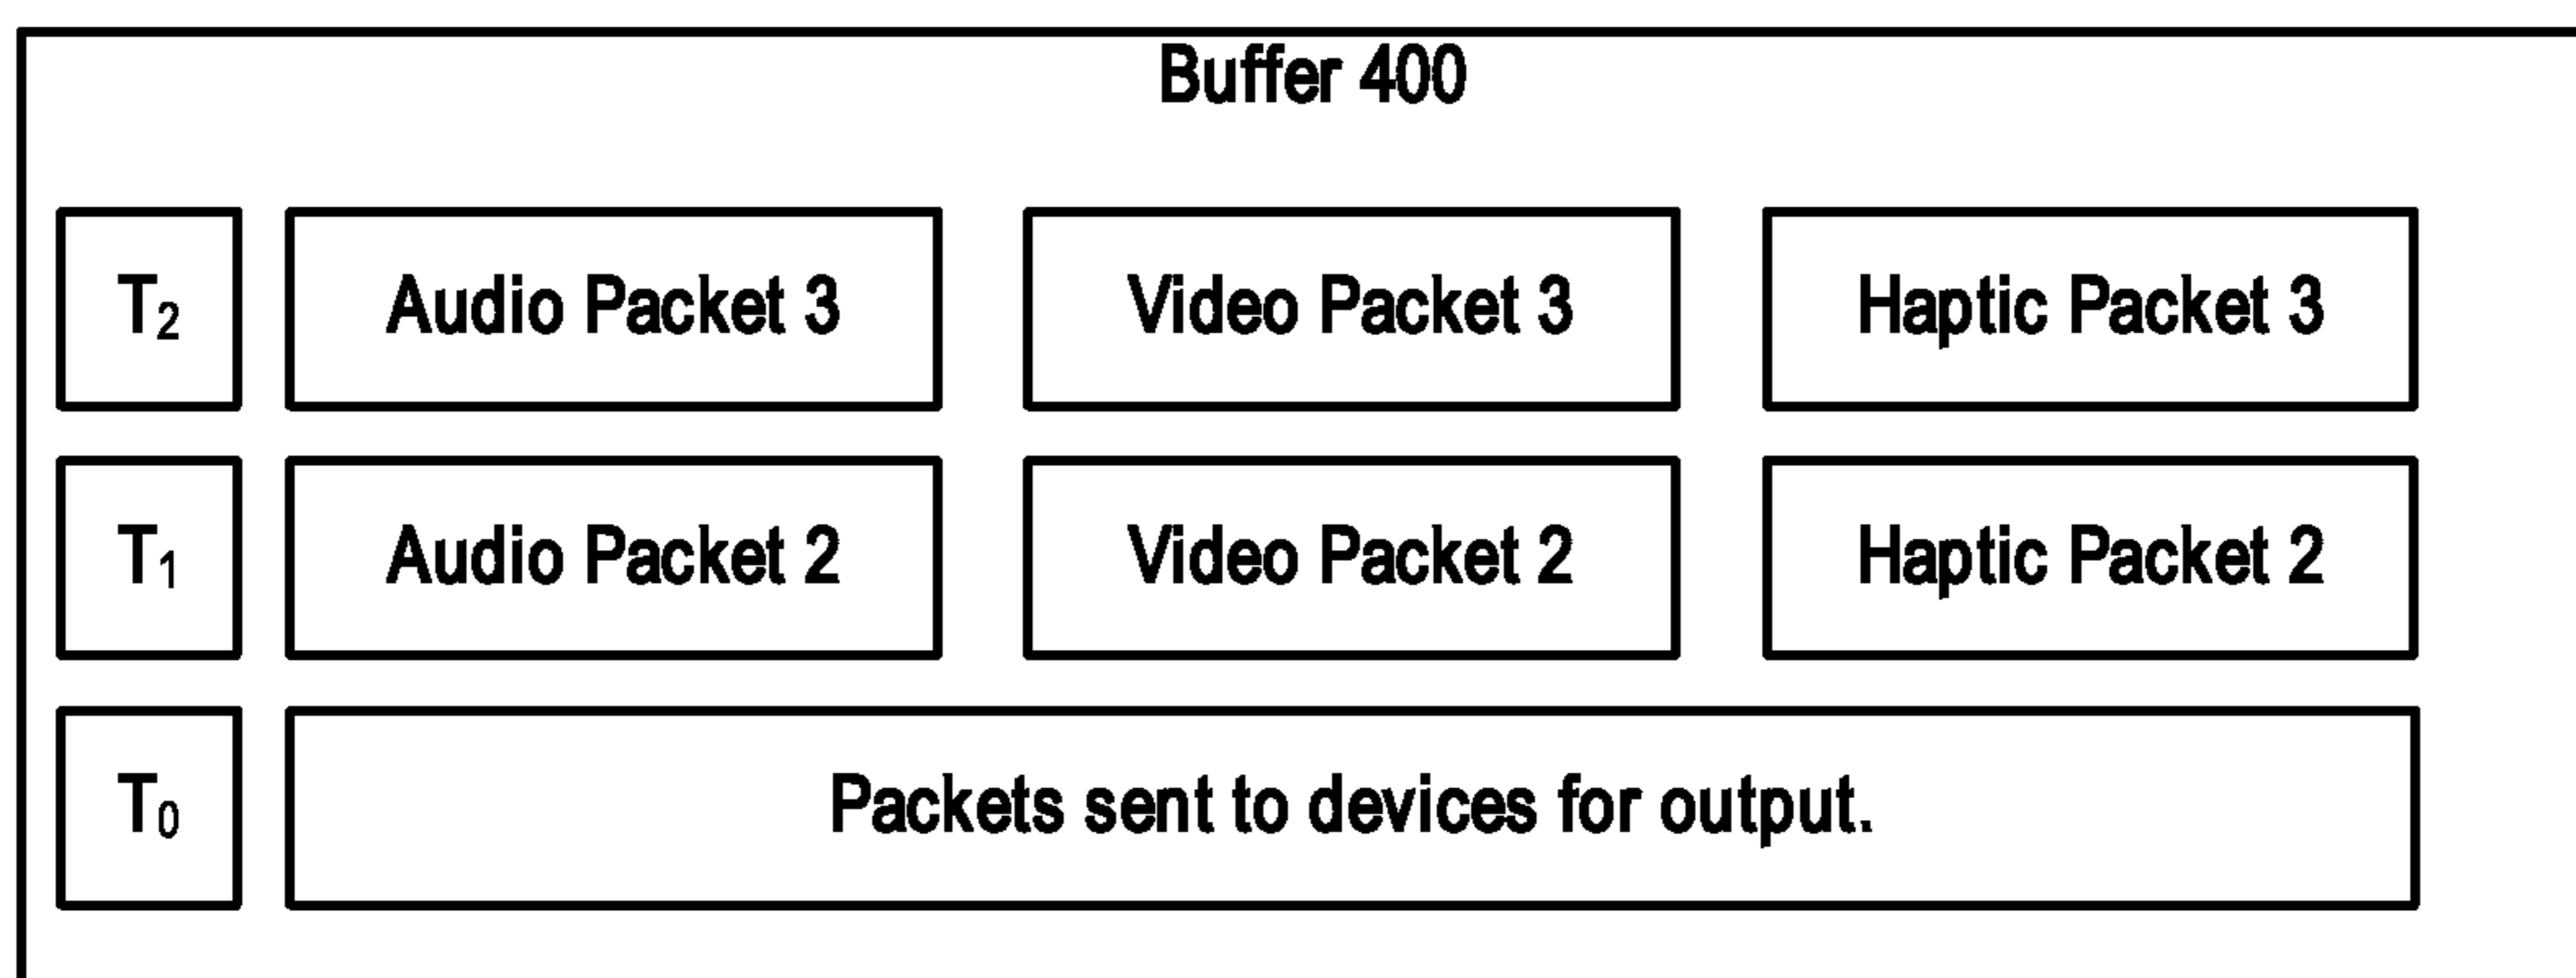 Buffer 400
T₂ Audio Packet 3 Video Packet 3 Haptic Packet 3
T₁ Audio Packet 2 Video Packet 2 Haptic Packet 2
T₀ Packets sent to devices for output.